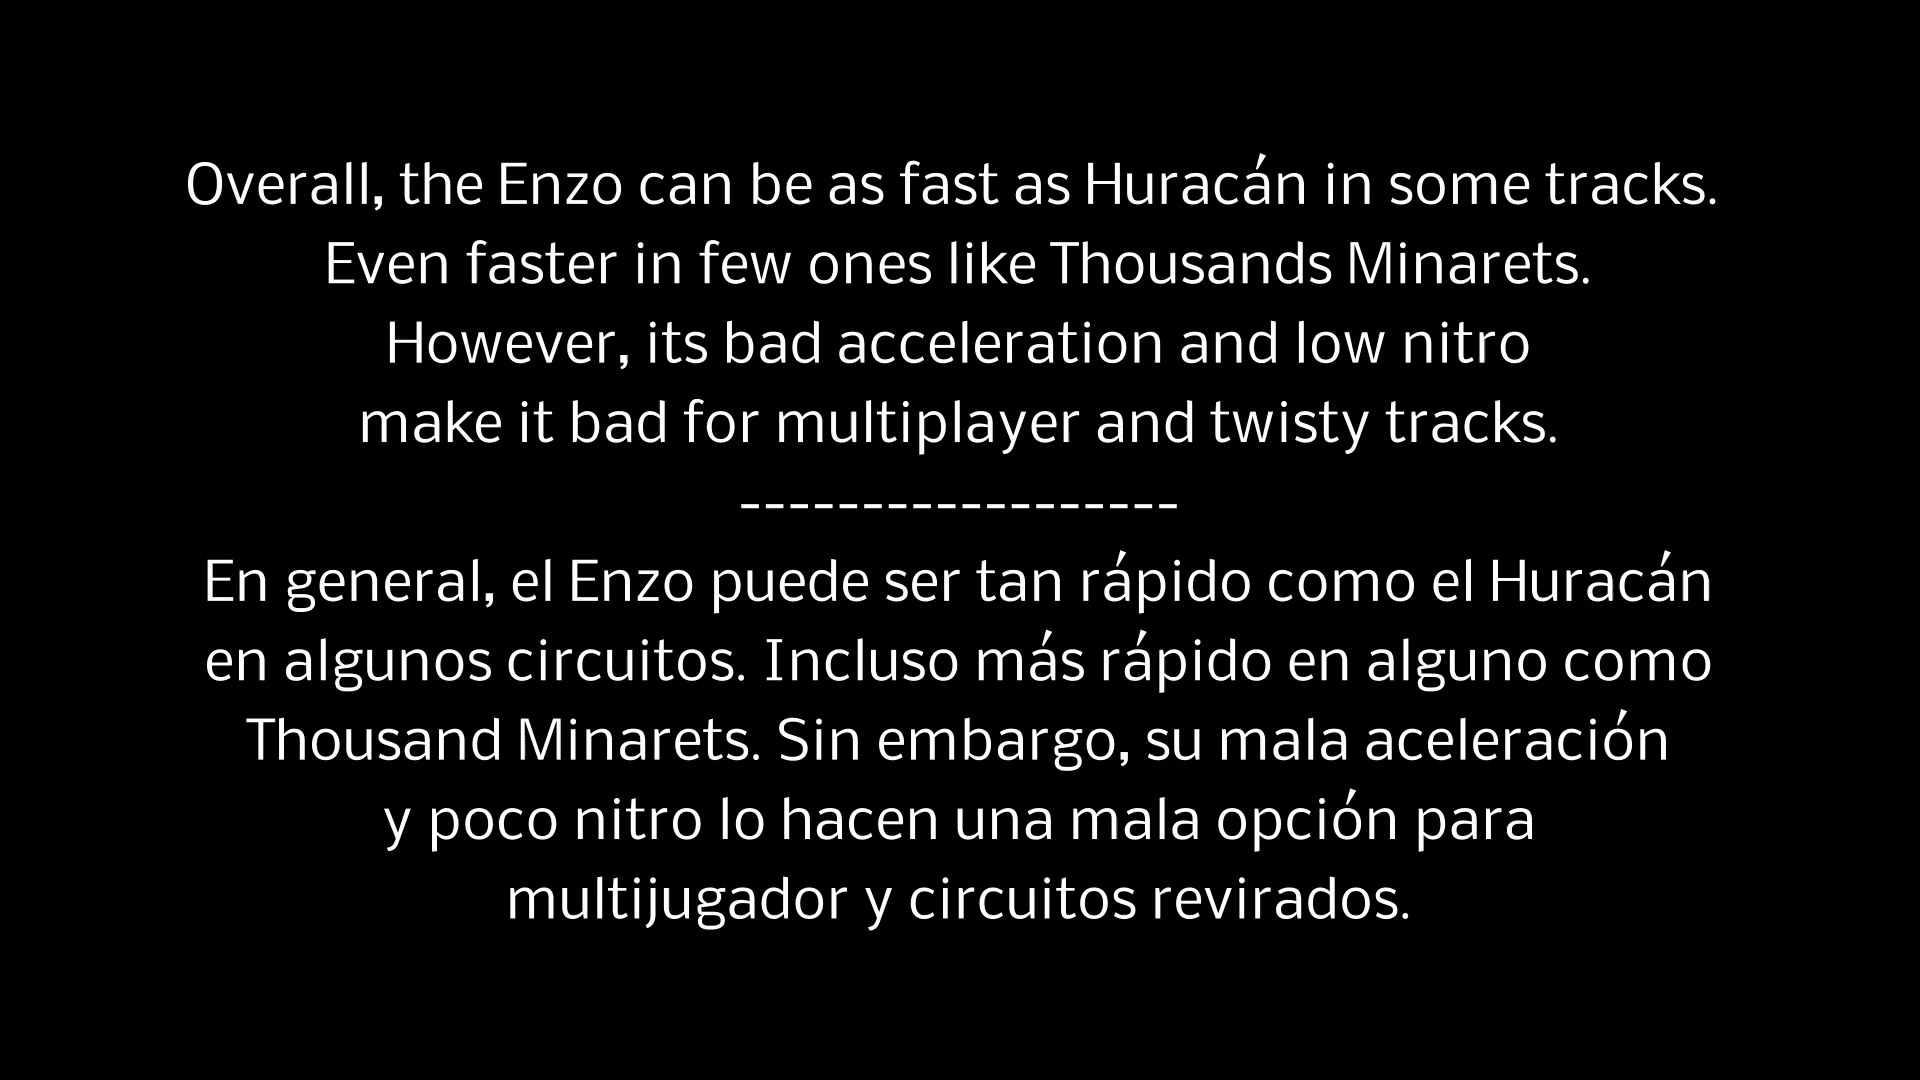 Overall, the Enzo can be as fast as Huracán in some tracks.
Even faster in few ones like Thousands Minarets.
However, its bad acceleration and low nitro
make it bad for multiplayer and twisty tracks.
------------------
En general, el Enzo puede ser tan rápido como el Huracán
en algunos circuitos. Incluso más rápido en alguno como
Thousand Minarets. Sin embargo, su mala aceleración
y poco nitro lo hacen una mala opción para
multijugador y circuitos revirados.